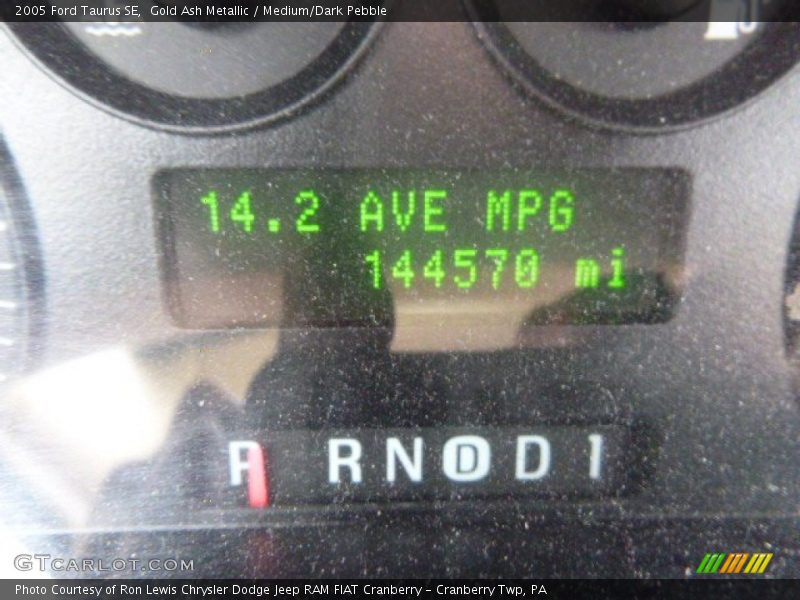 2005 Ford Taurus SE,  Gold Ash Metallic / Medium/Dark Pebble
14.2 AVE MPG
144570 mi
P R N D D 1
GTCARLOT.COM
Photo Courtesy of Ron Lewis Chrysler Dodge Jeep RAM FIAT Cranberry – Cranberry Twp, PA